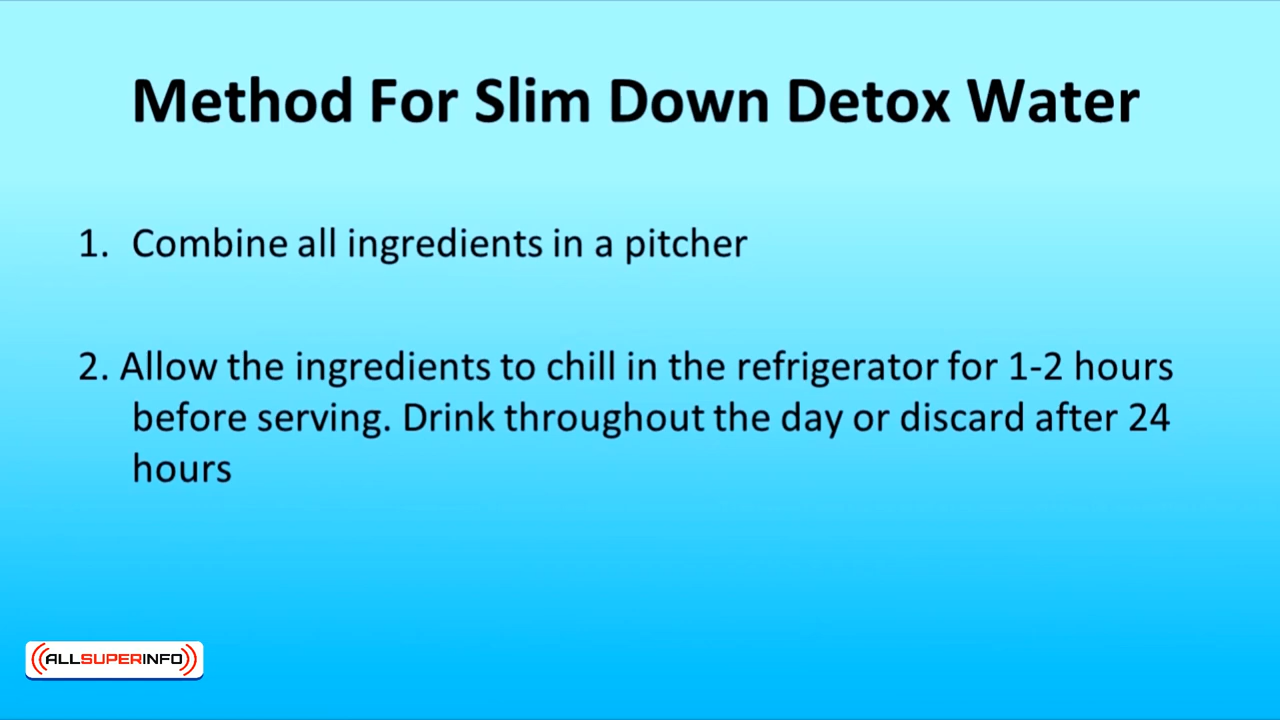 Method For Slim Down Detox Water
1. Combine all ingredients in a pitcher
2. Allow the ingredients to chill in the refrigerator for 1-2 hours
before serving. Drink throughout the day or discard after 24
hours
((ALLSUPERINFO))